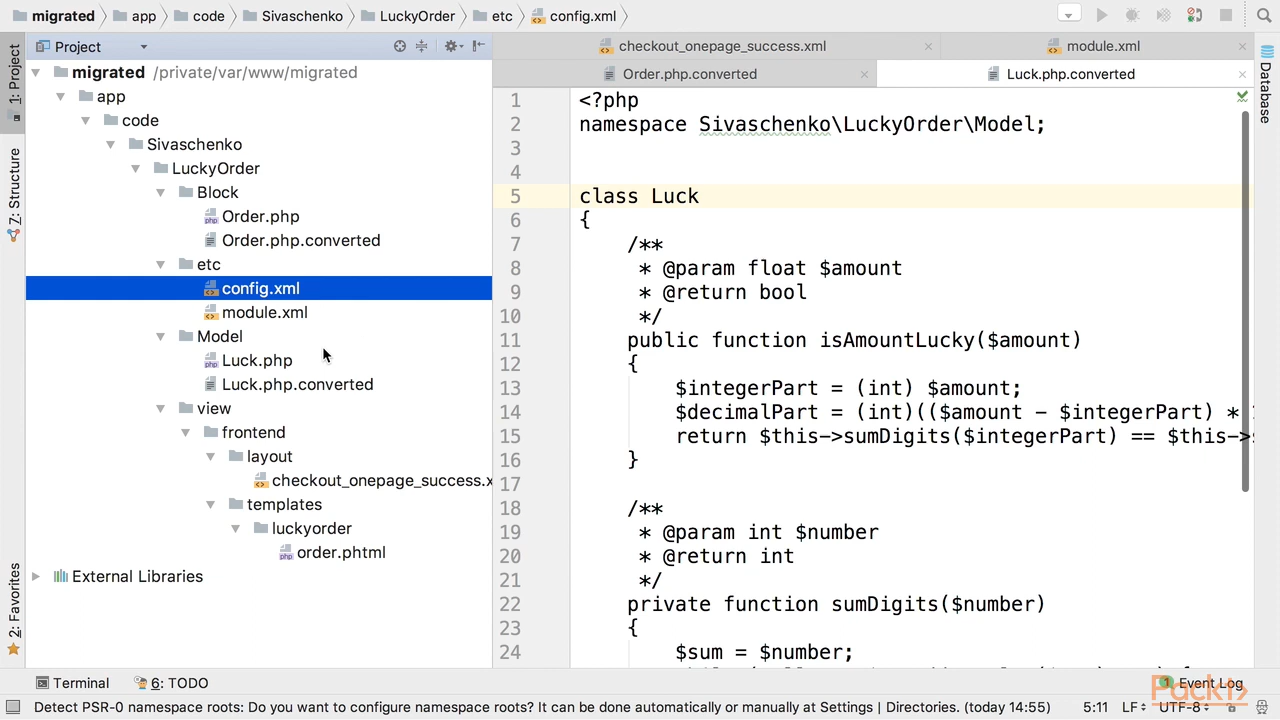 migrated app code Sivaschenko LuckyOrder etc config.xml
Project
checkout_onepage_success.xml module.xml
Order.php.converted Luck.php.converted
1: Project
7: Structure
2: Favorites
Database
migrated /private/var/www/migrated
app
code
Sivaschenko
LuckyOrder
Block
Order.php
Order.php.converted
etc
config.xml
module.xml
Model
Luck.php
Luck.php.converted
view
frontend
layout
checkout_onepage_success.x
templates
luckyorder
order.phtml
External Libraries
1 <?php
2 namespace Sivaschenko\LuckyOrder\Model;
3
4
5 class Luck
6 {
7 /**
8 * @param float $amount
9 * @return bool
10 */
11 public function isAmountLucky($amount)
12 {
13 $integerPart = (int) $amount;
14 $decimalPart = (int)(($amount - $integerPart) *
15 return $this->sumDigits($integerPart) == $this->
16 }
17
18 /**
19 * @param int $number
20 * @return int
21 */
22 private function sumDigits($number)
23 {
24 $sum = $number;
Terminal 6: TODO 1 Event Log
Packt
Detect PSR-0 namespace roots: Do you want to configure namespace rots? It can be done automatically or manually at Settings | Directories. (today 14:55) 5:11 LF UTF-8